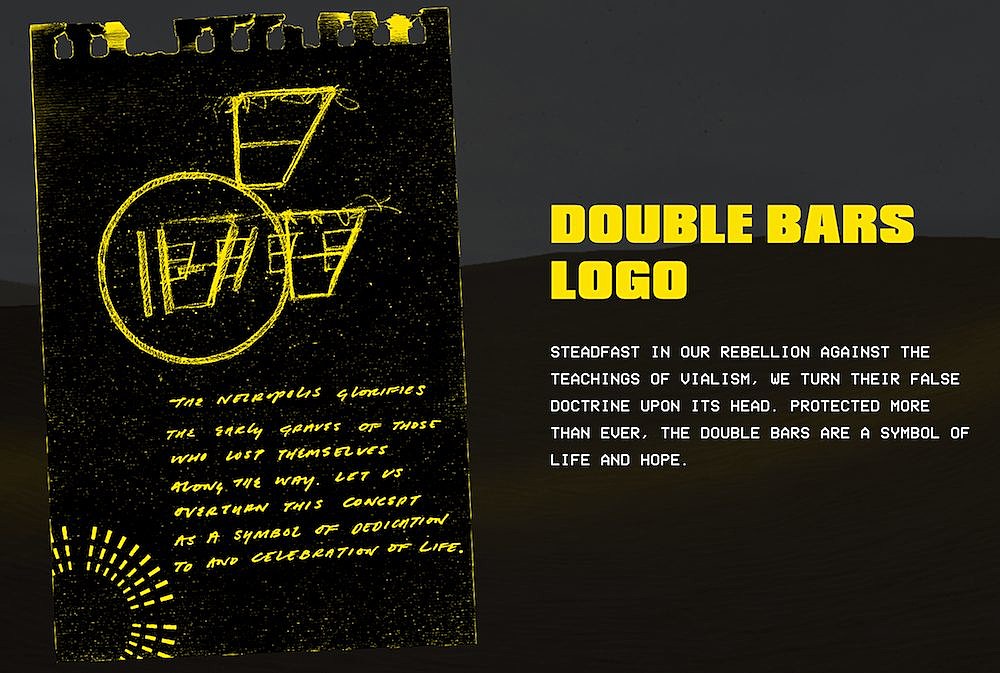 THE NECROPOLIS GLORIFIES
THE EARLY GRAVES OF THOSE
WHO LOST THEMSELVES
ALONG THE WAY. LET US
OVERTURN THIS CONCEPT
AS A SYMBOL OF DEDICATION
TO AND CELEBRATION OF LIFE.
DOUBLE BARS
LOGO
STEADFAST IN OUR REBELLION AGAINST THE
TEACHINGS OF VIALISM, WE TURN THEIR FALSE
DOCTRINE UPON ITS HEAD. PROTECTED MORE
THAN EVER, THE DOUBLE BARS ARE A SYMBOL OF
LIFE AND HOPE.